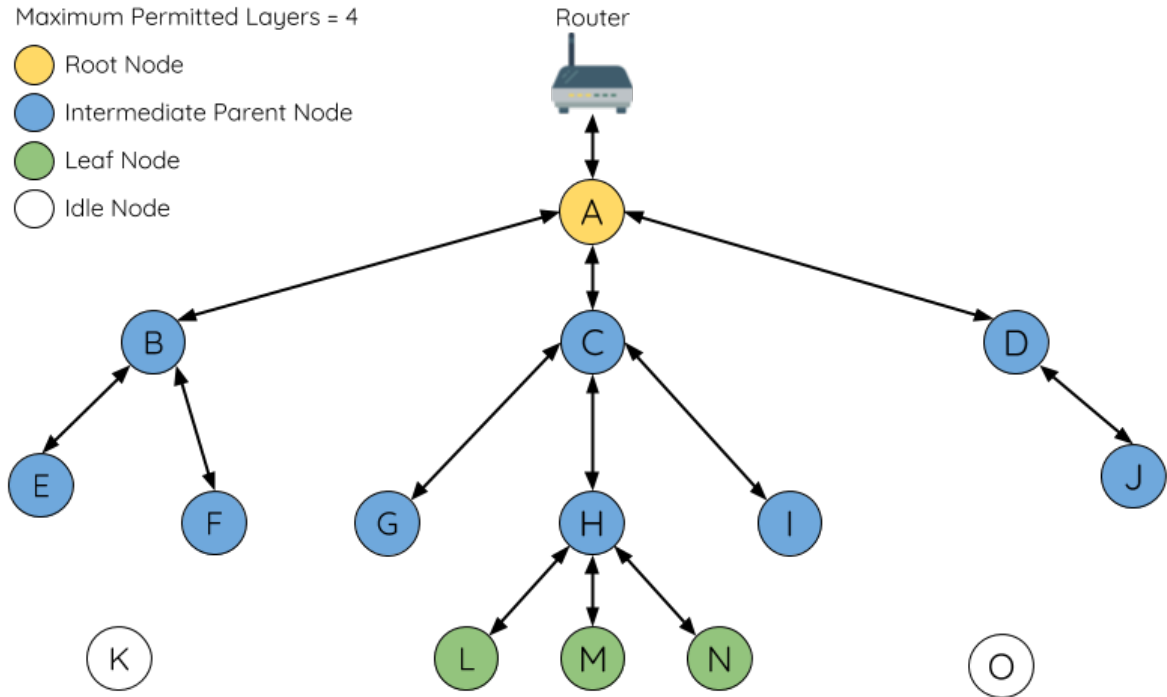 Maximum Permitted Layers = 4
Router
Root Node
Intermediate Parent Node
Leaf Node
Idle Node
A
B
C
D
E
F
G
H
I
J
K
L
M
N
O